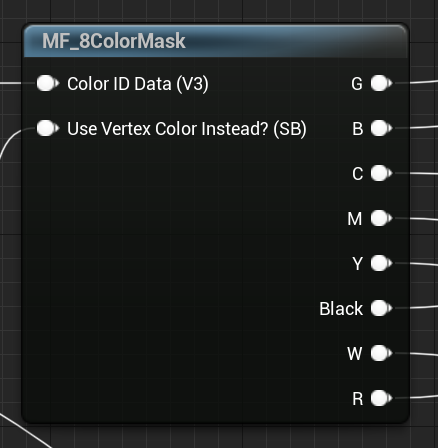 MF_8ColorMask
Color ID Data (V3)
G
Use Vertex Color Instead? (SB)
B
C
M
Y
Black
W
R